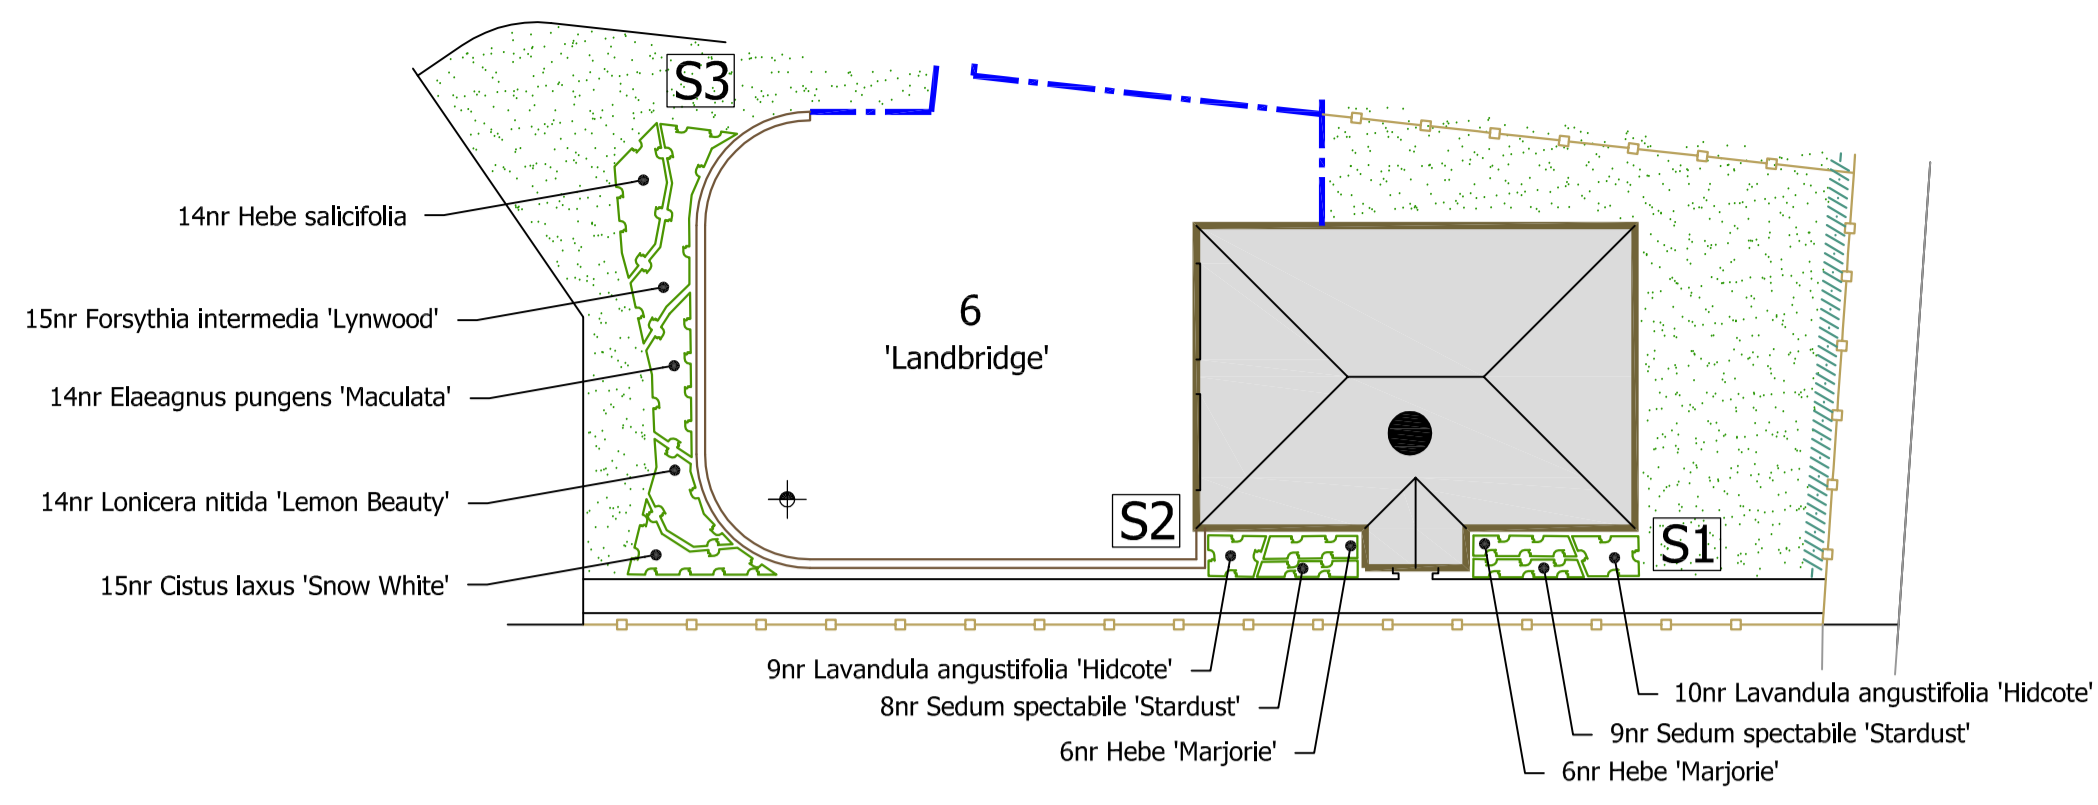 S3
14nr Hebe salicifolia
15nr Forsythia intermedia 'Lynwood'
14nr Elaeagnus pungens 'Maculata'
14nr Lonicera nitida 'Lemon Beauty'
15nr Cistus laxus 'Snow White'
6
'Landbridge'
S2
S1
9nr Lavandula angustifolia 'Hidcote'
8nr Sedum spectabile 'Stardust'
6nr Hebe 'Marjorie'
10nr Lavandula angustifolia 'Hidcote'
9nr Sedum spectabile 'Stardust'
6nr Hebe 'Marjorie'